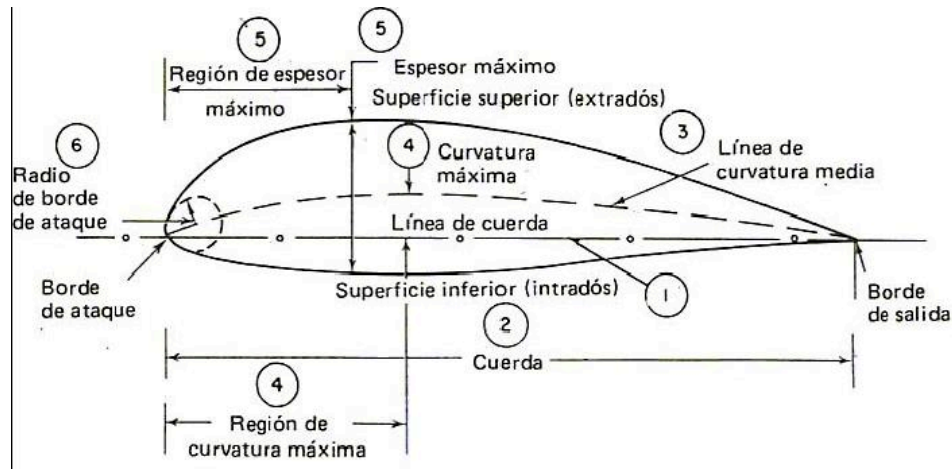 5
5
Región de espesor
máximo
Espesor máximo
Superficie superior (extradós)
6
Radio
de borde
de ataque
4
Curvatura
máxima
3
Línea de
curvatura media
Línea de cuerda
Borde
de ataque
Superficie inferior (intradós)
1
Borde
de salida
2
Cuerda
4
Región de
curvatura máxima